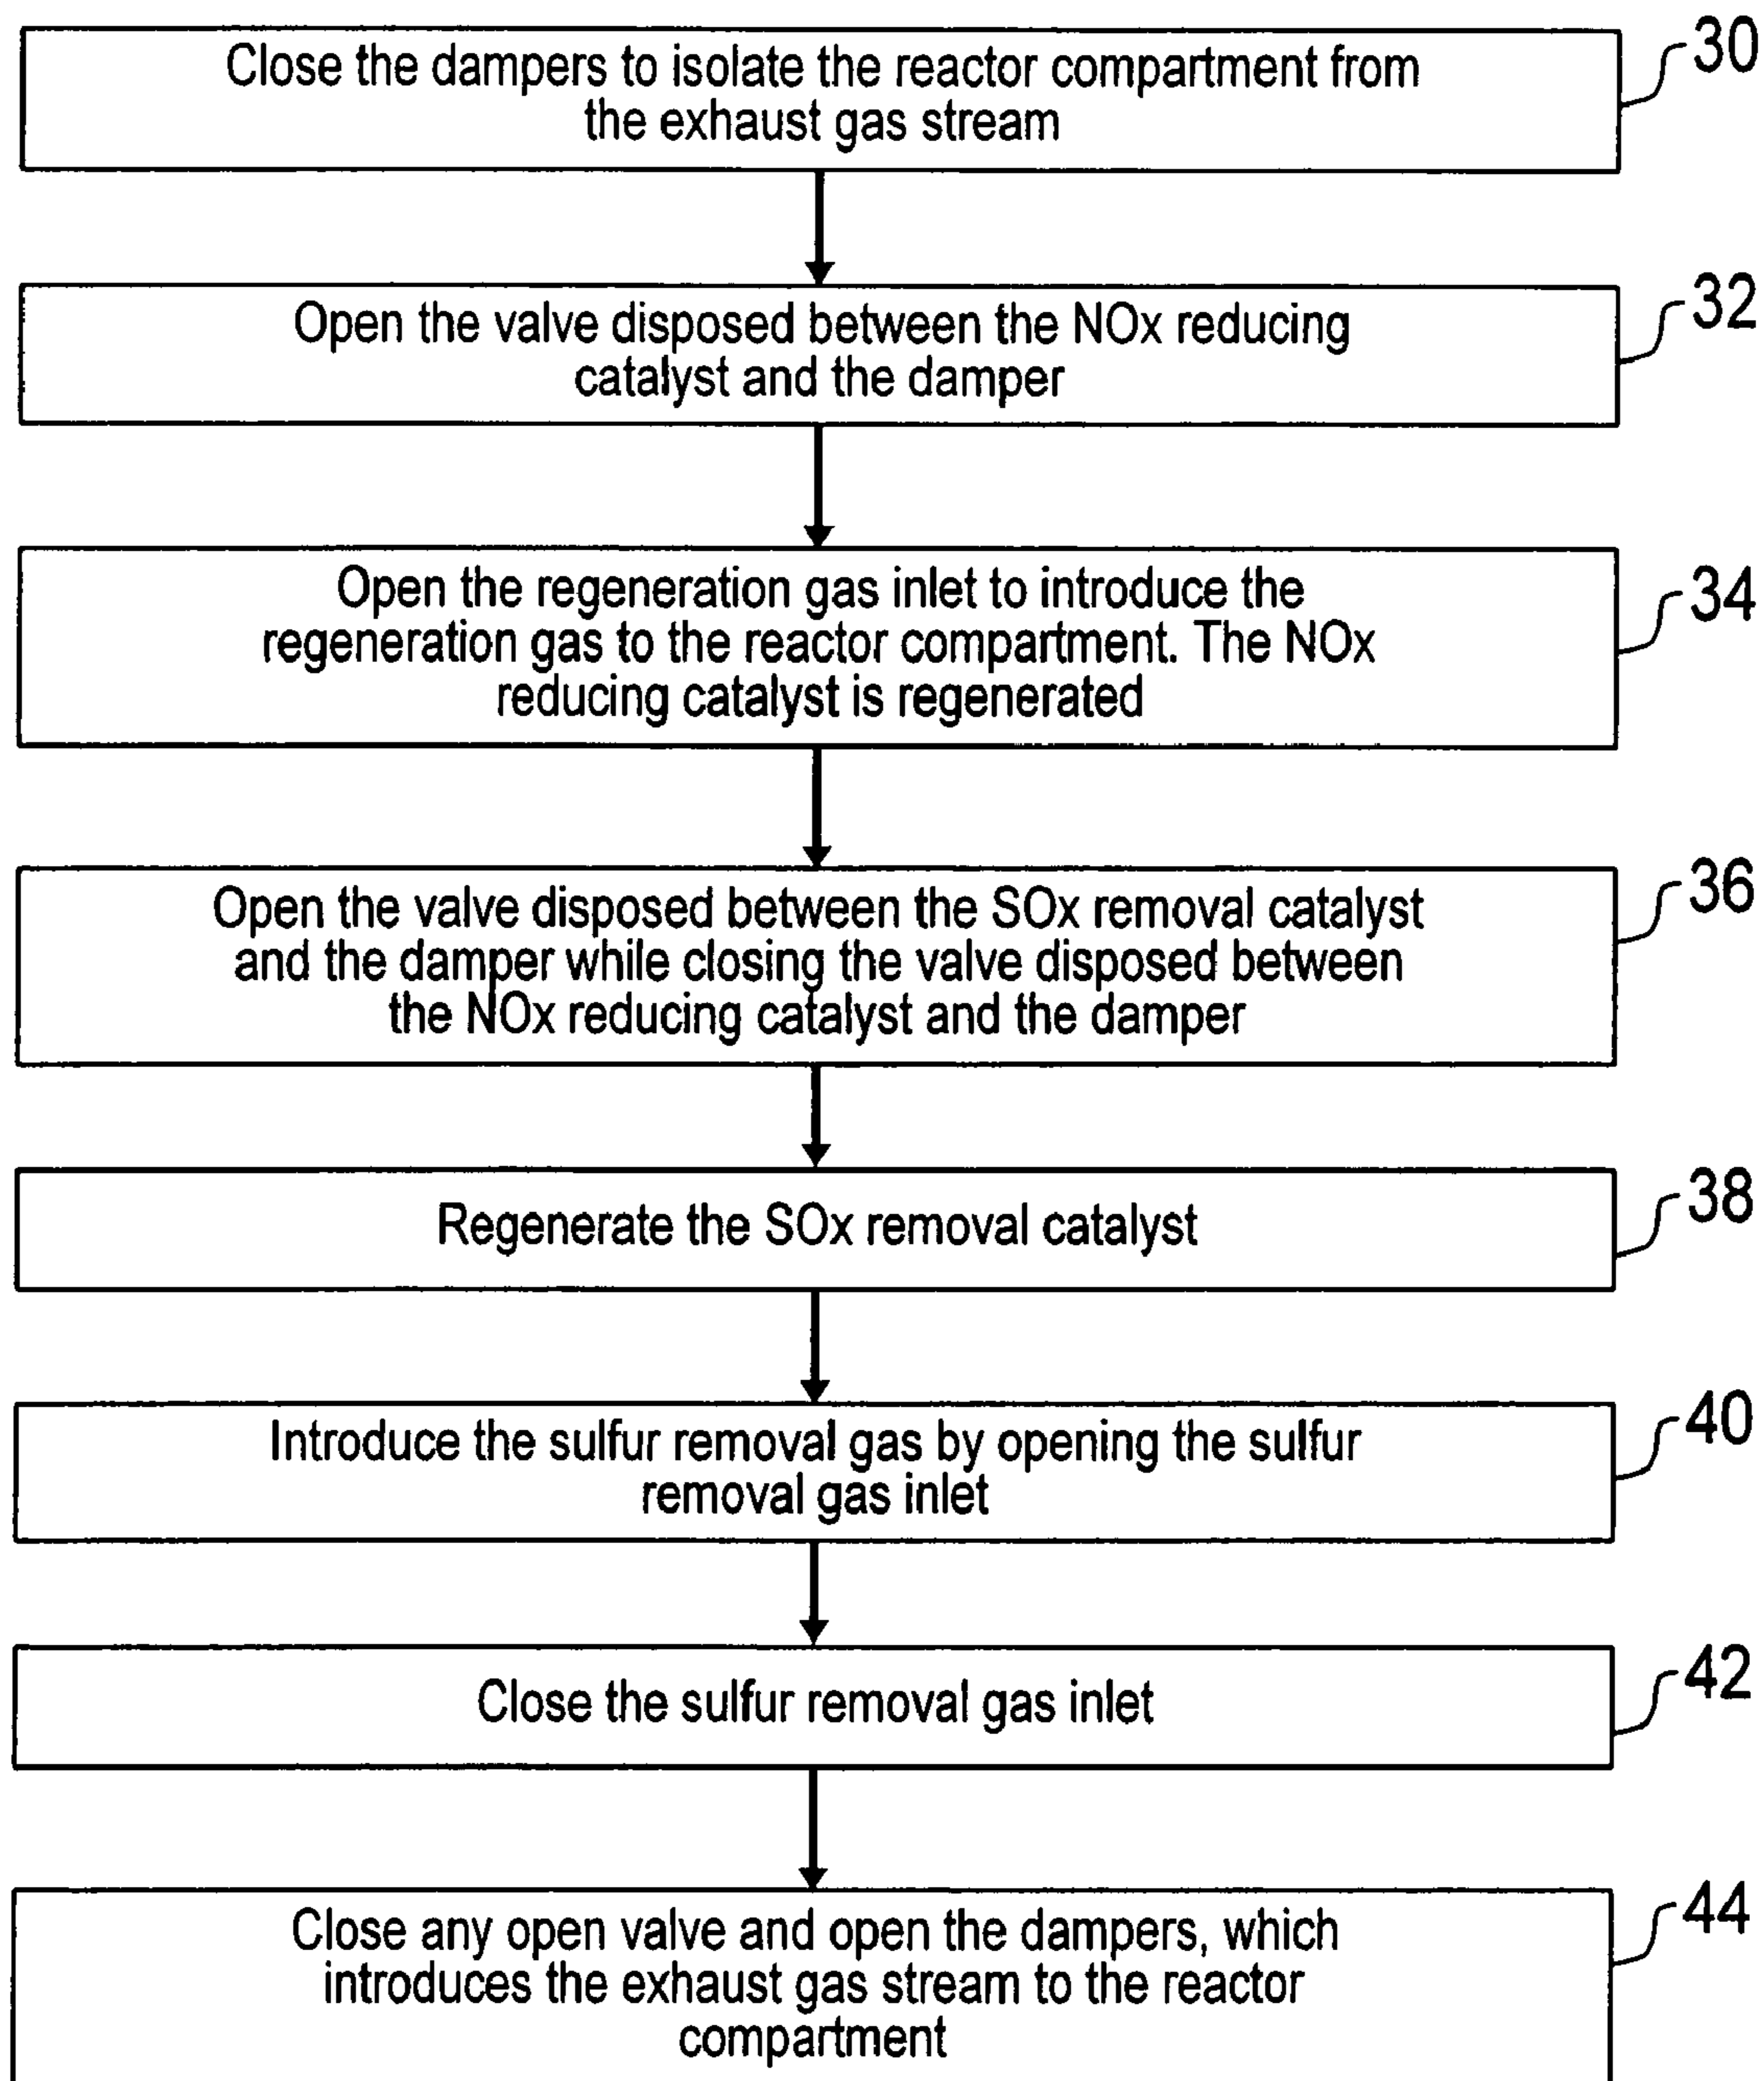 Close the dampers to isolate the reactor compartment from
the exhaust gas stream
30
Open the valve disposed between the NOx reducing
catalyst and the damper
32
Open the regeneration gas inlet to introduce the
regeneration gas to the reactor compartment. The NOx
reducing catalyst is regenerated
34
Open the valve disposed between the SOx removal catalyst
and the damper while closing the valve disposed between
the NOx reducing catalyst and the damper
36
Regenerate the SOx removal catalyst
38
Introduce the sulfur removal gas by opening the sulfur
removal gas inlet
40
Close the sulfur removal gas inlet
42
Close any open valve and open the dampers, which
introduces the exhaust gas stream to the reactor
compartment
44